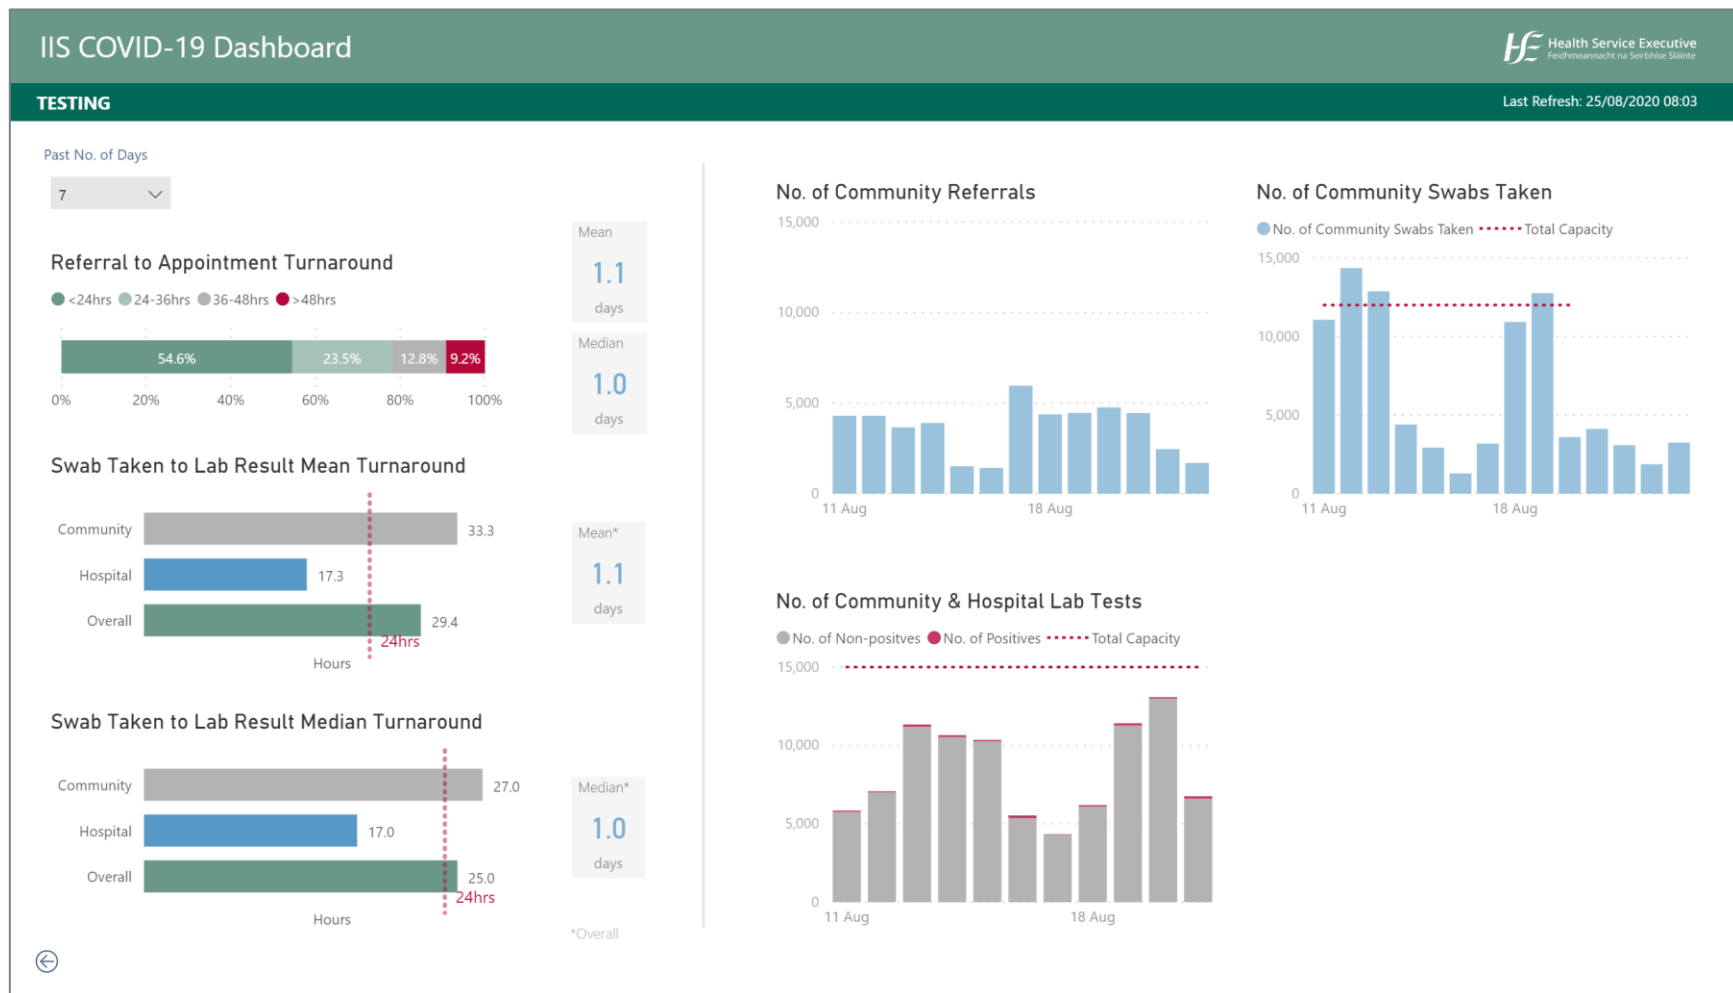 IIS COVID-19 Dashboard
HE Health Service Executive
Feidhmeannacht na Seirbhíse Sláinte
TESTING
Last Refresh: 25/08/2020 08:03
Past No. of Days
7
Referral to Appointment Turnaround
<24hrs 24-36hrs 36-48hrs >48hrs
54.6% 23.5% 12.8% 9.2%
0% 20% 40% 60% 80% 100%
Mean
1.1
days
Median
1.0
days
Swab Taken to Lab Result Mean Turnaround
Community 33.3
Hospital 17.3
Overall 29.4
24hrs
Hours
Mean*
1.1
days
Swab Taken to Lab Result Median Turnaround
Community 27.0
Hospital 17.0
Overall 25.0
24hrs
Hours
Median*
1.0
days
*Overall
No. of Community Referrals
15,000
10,000
5,000
0
11 Aug 18 Aug
No. of Community Swabs Taken
No. of Community Swabs Taken Total Capacity
15,000
10,000
5,000
0
11 Aug 18 Aug
No. of Community & Hospital Lab Tests
No. of Non-positves No. of Positives Total Capacity
15,000
10,000
5,000
0
11 Aug 18 Aug